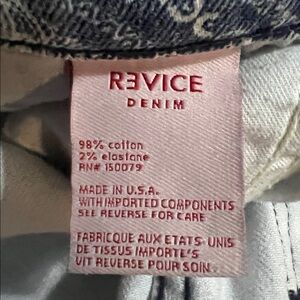 REVICE
DENIM
98% cotton
2% elastane
RN# 150079
MADE IN U.S.A.
WITH IMPORTED COMPONENTS
SEE REVERSE FOR CARE
FABRIQUE AUX ETATS-UNIS
DE TISSUS IMPORTE'S
VIT REVERSE POUR SOIN